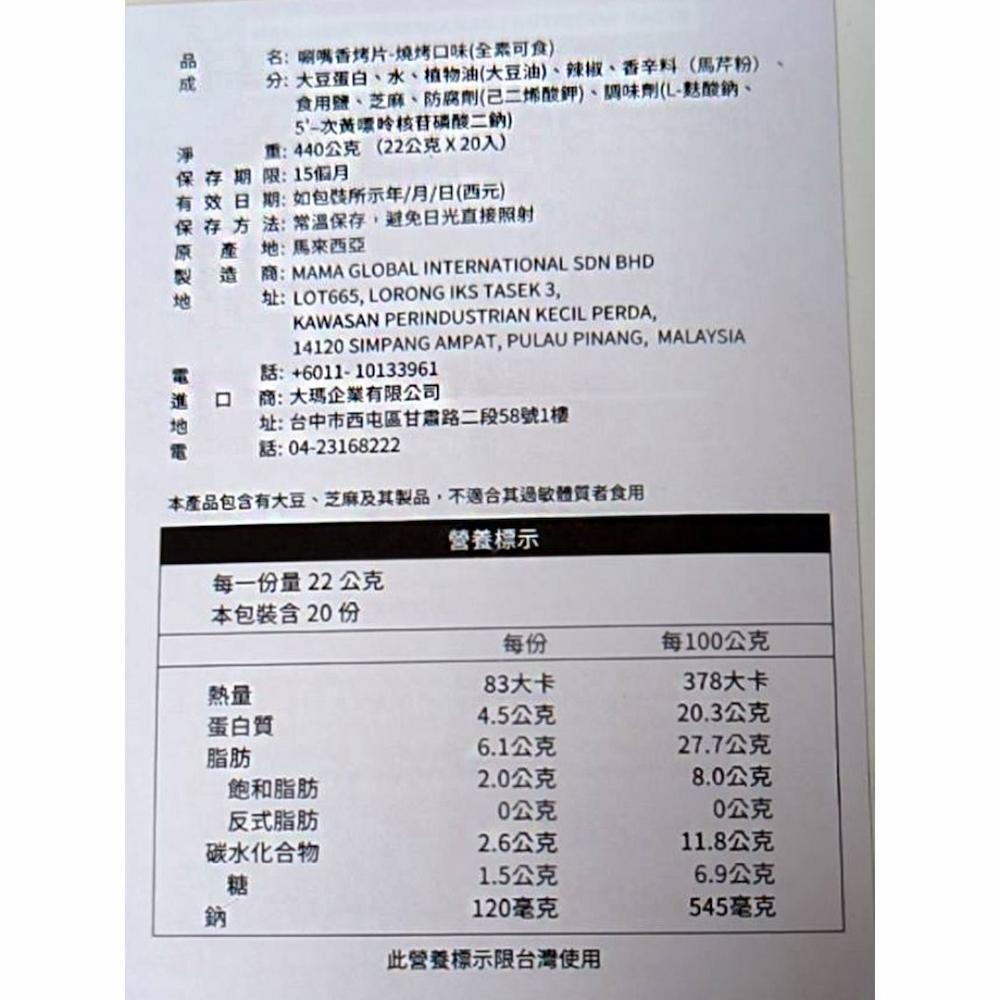 品名: 唰嘴香烤片-燒烤口味(全素可食)
成分: 大豆蛋白、水、植物油(大豆油)、辣椒、香辛料（馬芹粉）、
食用鹽、芝麻、防腐劑(己二烯酸鉀)、調味劑(L-麩酸鈉、
5'-次黃嘌呤核苷磷酸二鈉)
淨重: 440公克（22公克X20入）
保存期限: 15個月
有效日期: 如包裝所示年/月/日(西元)
保存方法: 常溫保存，避免日光直接照射
原產地: 馬來西亞
製造商: MAMA GLOBAL INTERNATIONAL SDN BHD
地址: LOT665, LORONG IKS TASEK 3,
KAWASAN PERINDUSTRIAN KECIL PERDA,
14120 SIMPANG AMPAT, PULAU PINANG, MALAYSIA
電話: +6011- 10133961
進口商: 大瑪企業有限公司
地址: 台中市西屯區甘肅路二段58號1樓
電話: 04-23168222
本產品包含有大豆、芝麻及其製品，不適合其過敏體質者食用
營養標示
每一份量 22 公克
本包裝含 20 份
每份 每100公克
熱量 83大卡 378大卡
蛋白質 4.5公克 20.3公克
脂肪 6.1公克 27.7公克
飽和脂肪 2.0公克 8.0公克
反式脂肪 0公克 0公克
碳水化合物 2.6公克 11.8公克
糖 1.5公克 6.9公克
鈉 120毫克 545毫克
此營養標示限台灣使用